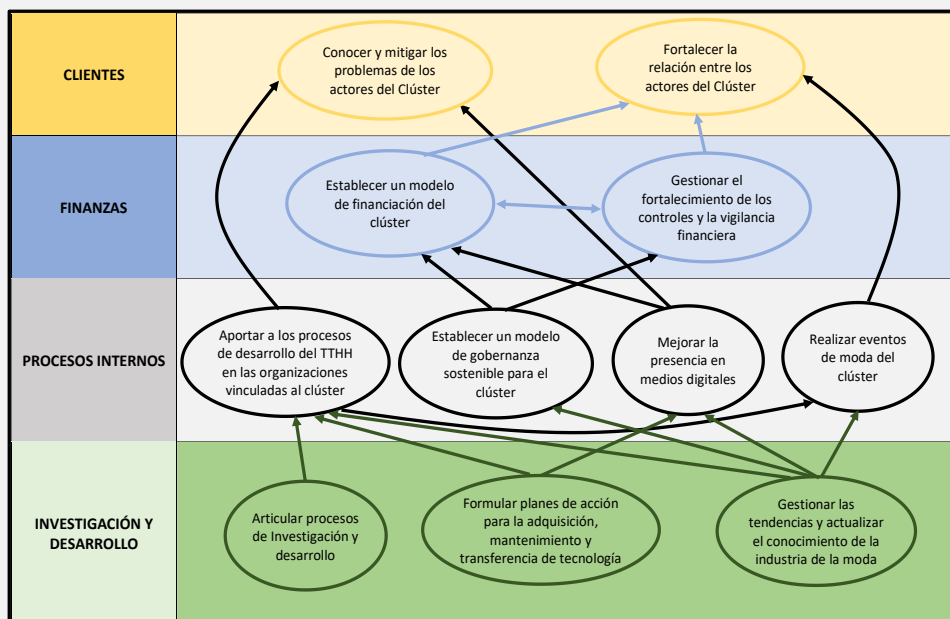 CLIENTES
Conocer y mitigar los
problemas de los
actores del Clúster
Fortalecer la
relación entre los
actores del Clúster
FINANZAS
Establecer un modelo
de financiación del
clúster
Gestionar el
fortalecimiento de los
controles y la vigilancia
financiera
PROCESOS INTERNOS
Aportar a los procesos
de desarrollo del TTHH
en las organizaciones
vinculadas al clúster
Establecer un modelo
de gobernanza
sostenible para el
clúster
Mejorar la
presencia en
medios digitales
Realizar eventos
de moda del
clúster
INVESTIGACIÓN Y
DESARROLLO
Articular procesos
de Investigación y
desarrollo
Formular planes de acción
para la adquisición,
mantenimiento y
transferencia de tecnología
Gestionar las
tendencias y actualizar
el conocimiento de la
industria de la moda